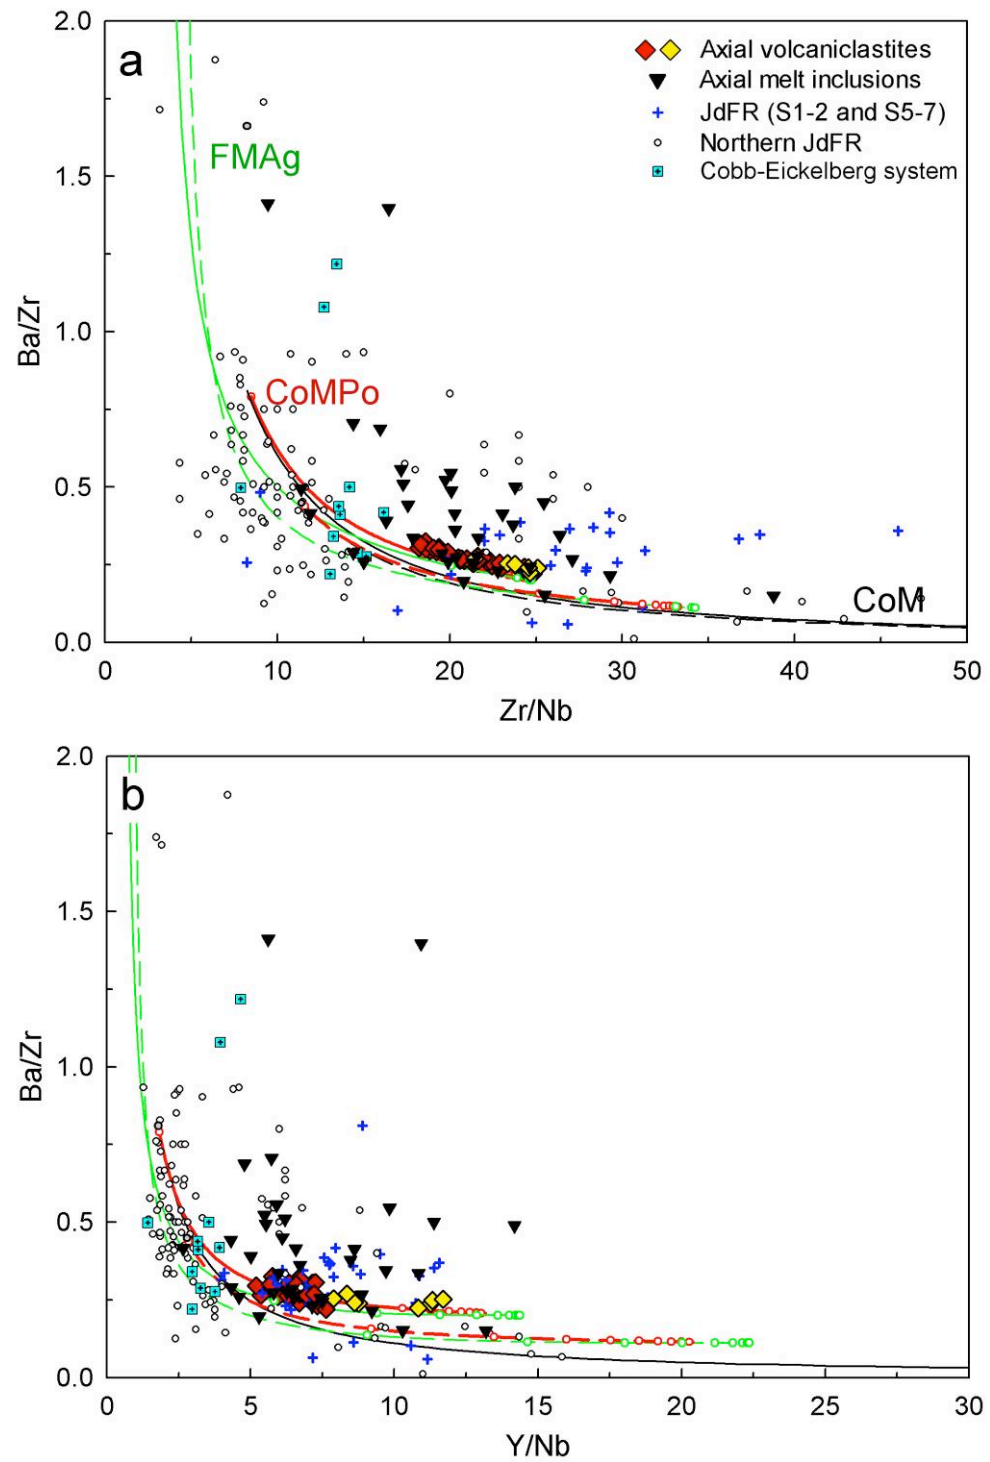 a
2.0
1.5
1.0
0.5
0.0
Ba/Zr
Axial volcaniclastites
Axial melt inclusions
JdFR (S1-2 and S5-7)
Northern JdFR
Cobb-Eickelberg system
FMAg
CoMPo
CoM
0 10 20 30 40 50
Zr/Nb
b
2.0
1.5
1.0
0.5
0.0
Ba/Zr
0 5 10 15 20 25 30
Y/Nb